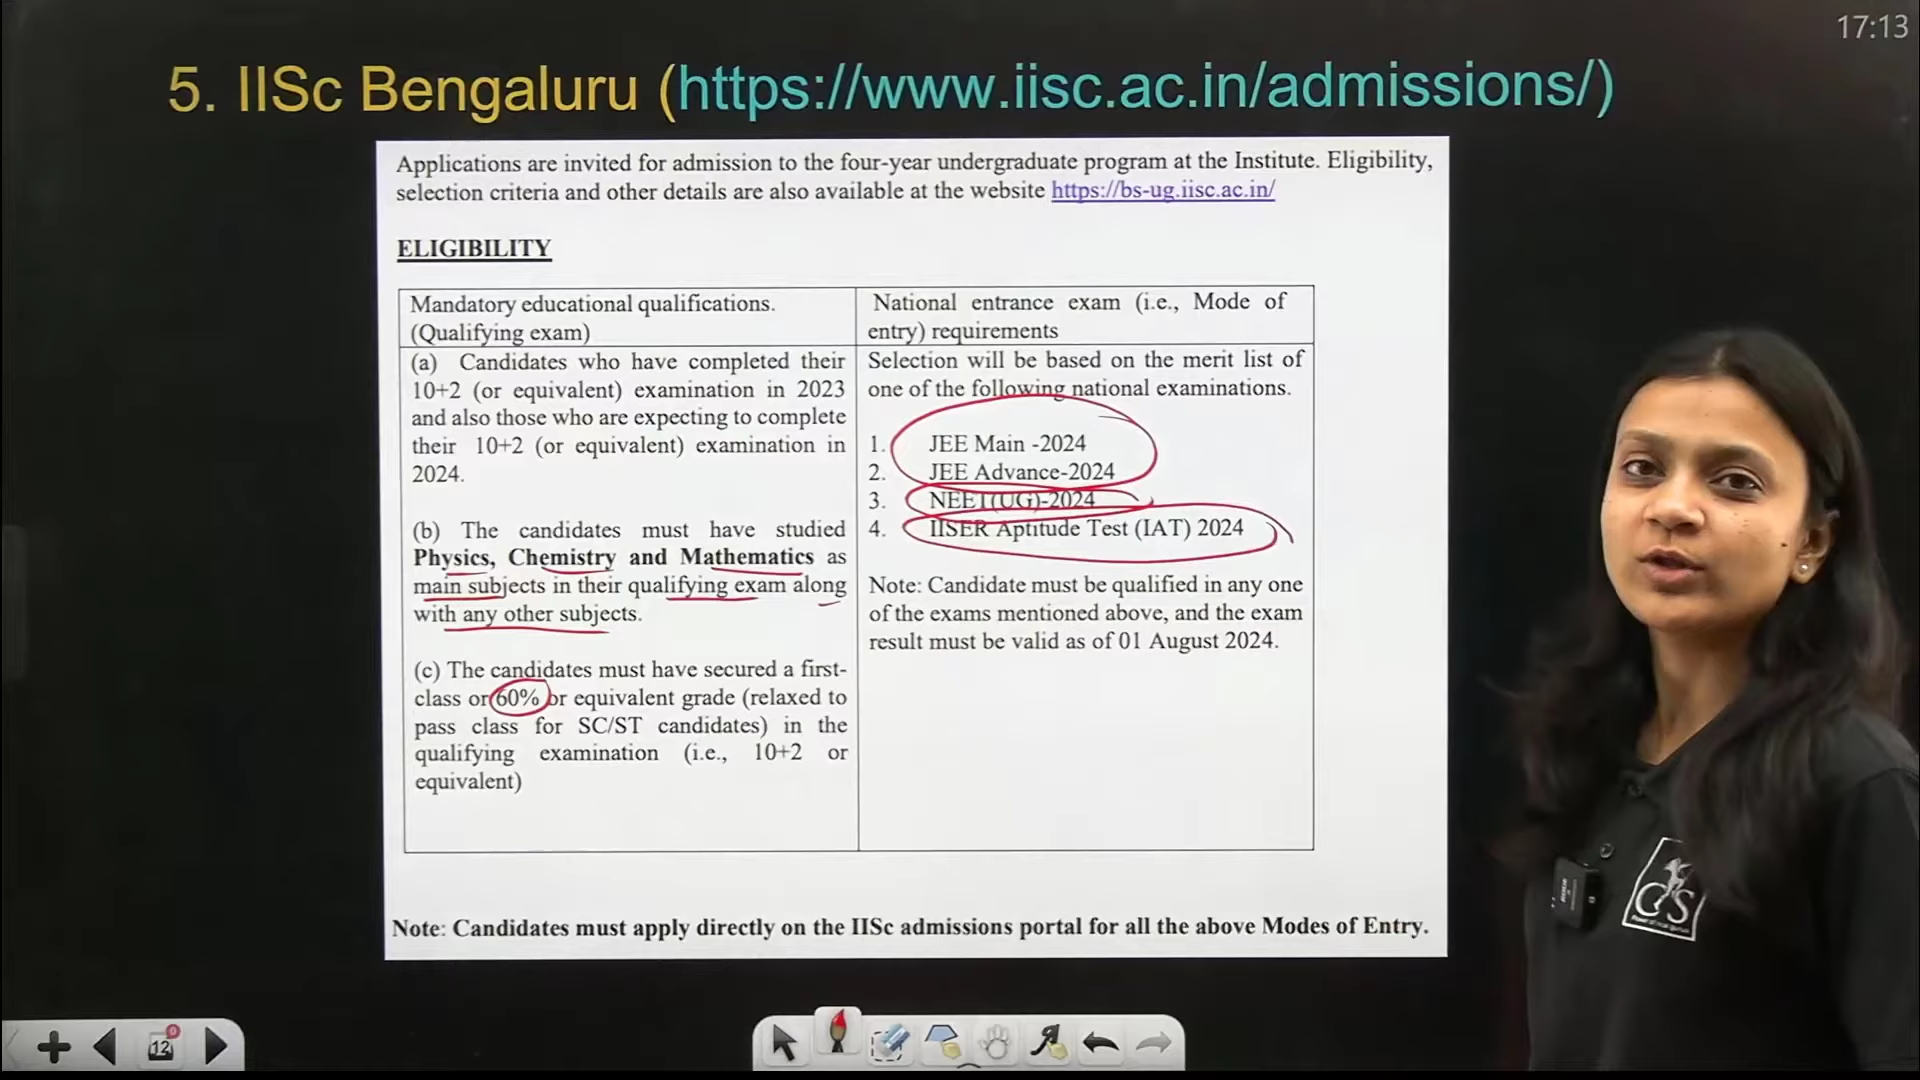 17:13
5. IISc Bengaluru (https://www.iisc.ac.in/admissions/)
Applications are invited for admission to the four-year undergraduate program at the Institute. Eligibility,
selection criteria and other details are also available at the website https://bs-ug.iisc.ac.in/
ELIGIBILITY
Mandatory educational qualifications.
(Qualifying exam)
National entrance exam (i.e., Mode of
entry) requirements
(a) Candidates who have completed their
10+2 (or equivalent) examination in 2023
and also those who are expecting to complete
their 10+2 (or equivalent) examination in
2024.
(b) The candidates must have studied
Physics, Chemistry and Mathematics as
main subjects in their qualifying exam along
with any other subjects.
(c) The candidates must have secured a first-
class or 60% or equivalent grade (relaxed to
pass class for SC/ST candidates) in the
qualifying examination (i.e., 10+2 or
equivalent)
Selection will be based on the merit list of
one of the following national examinations.
1. JEE Main -2024
2. JEE Advance-2024
3. NEET(UG)-2024
4. IISER Aptitude Test (IAT) 2024
Note: Candidate must be qualified in any one
of the exams mentioned above, and the exam
result must be valid as of 01 August 2024.
Note: Candidates must apply directly on the IISc admissions portal for all the above Modes of Entry.
12
0